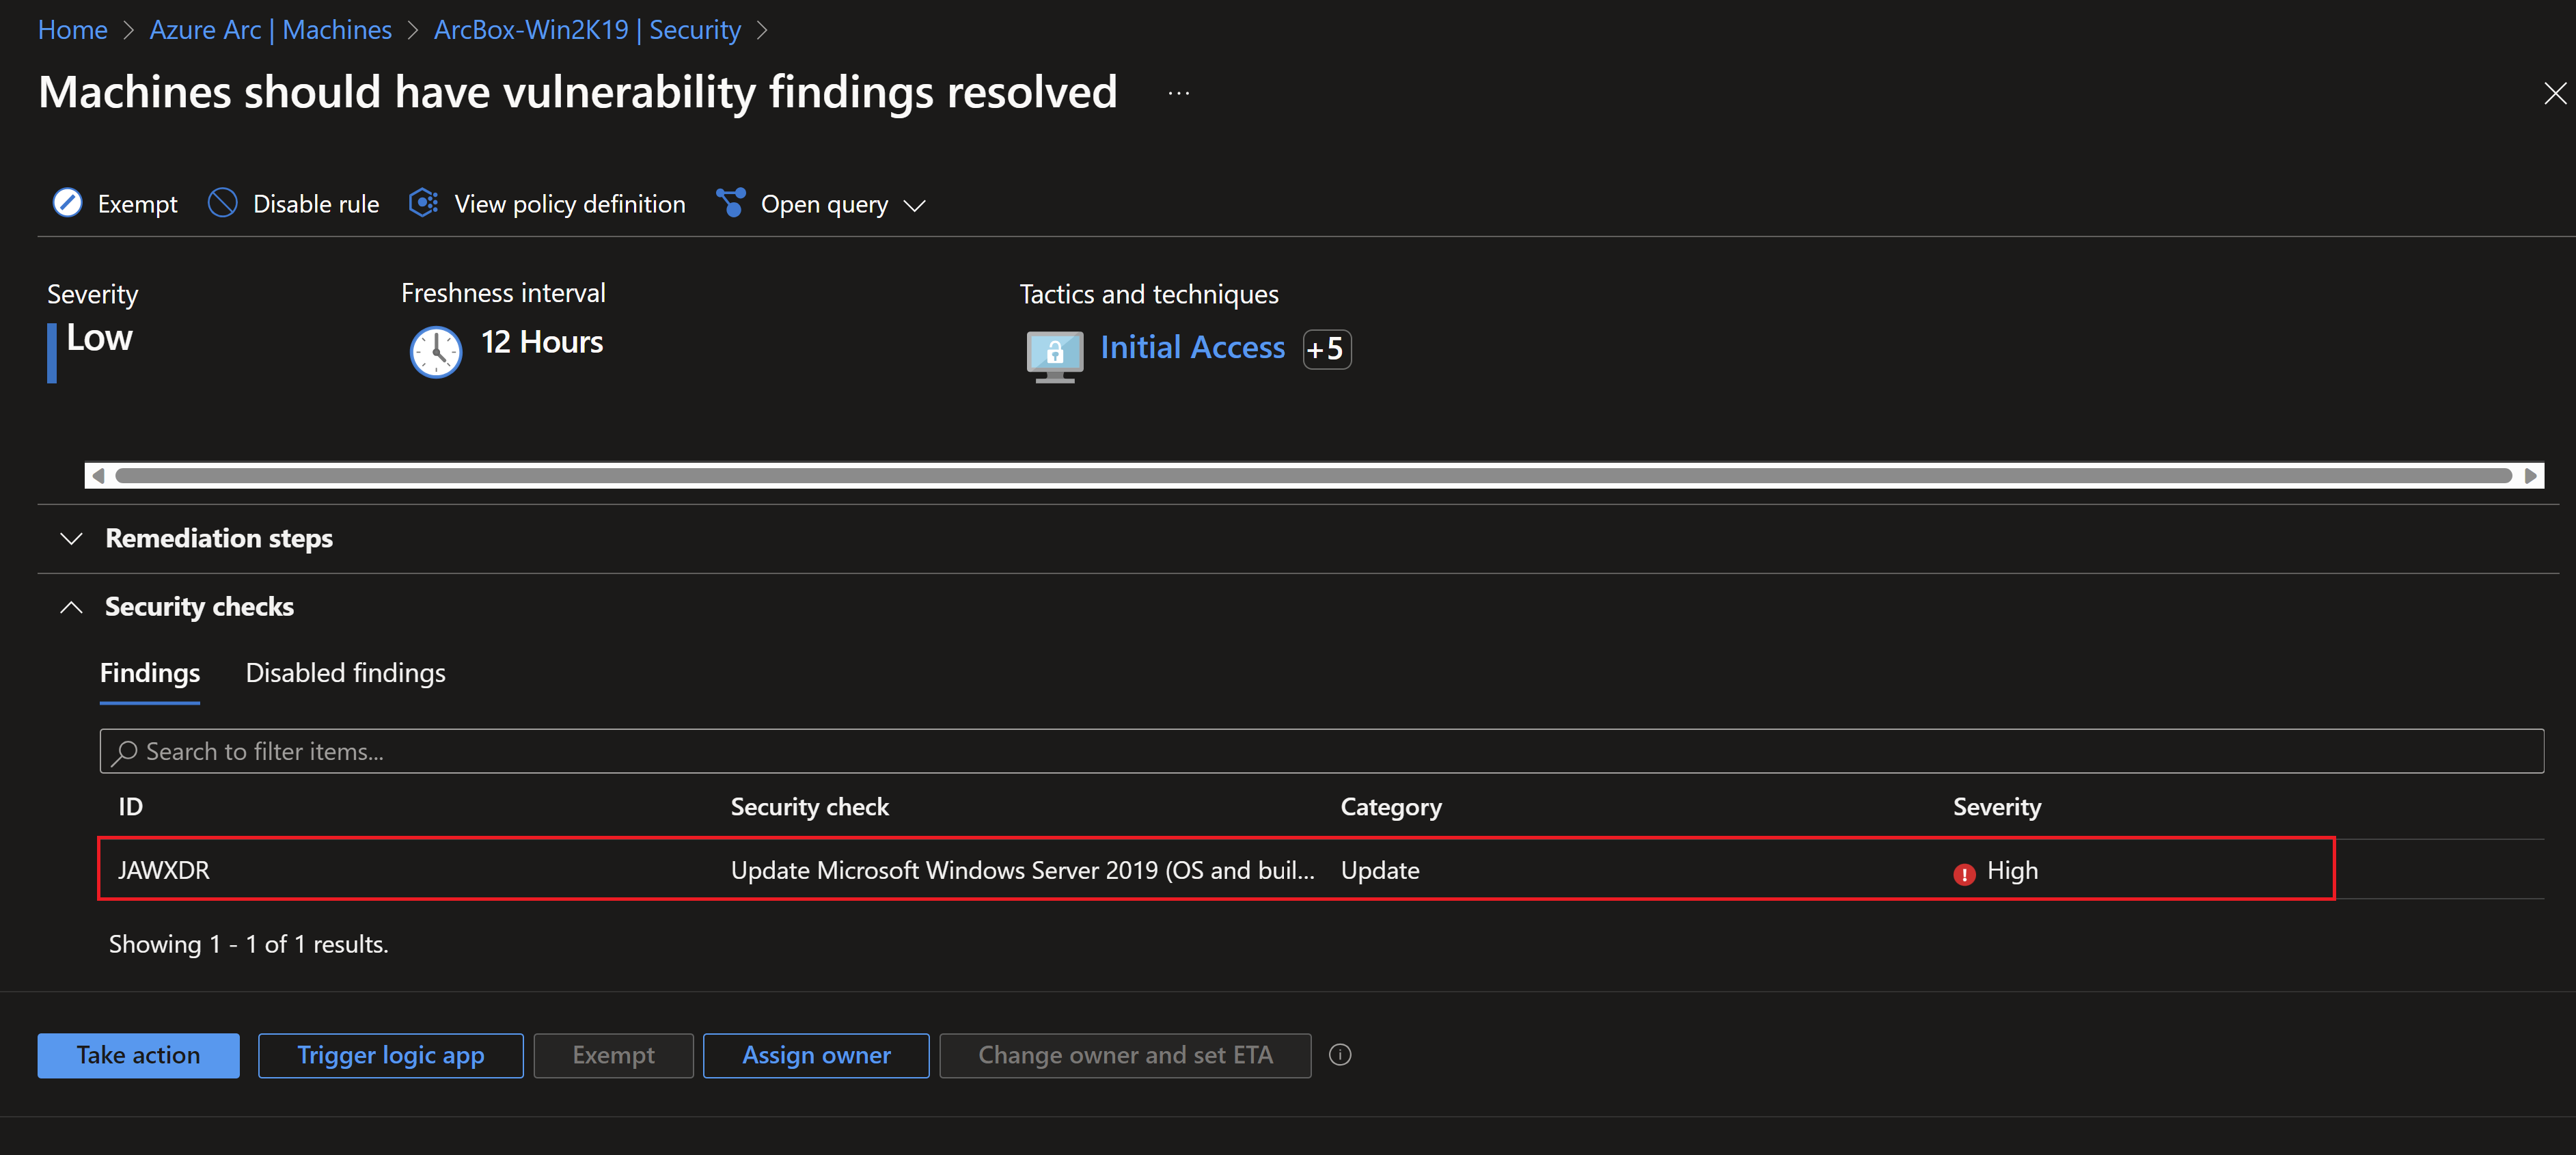 Home > Azure Arc | Machines > ArcBox-Win2K19 | Security >
Machines should have vulnerability findings resolved ...
Exempt Disable rule View policy definition Open query
Severity Freshness interval Tactics and techniques
Low 12 Hours Initial Access +5
Remediation steps
Security checks
Findings Disabled findings
Search to filter items...
ID Security check Category Severity
JAWXDR Update Microsoft Windows Server 2019 (OS and buil... Update High
Showing 1 - 1 of 1 results.
Take action Trigger logic app Exempt Assign owner Change owner and set ETA